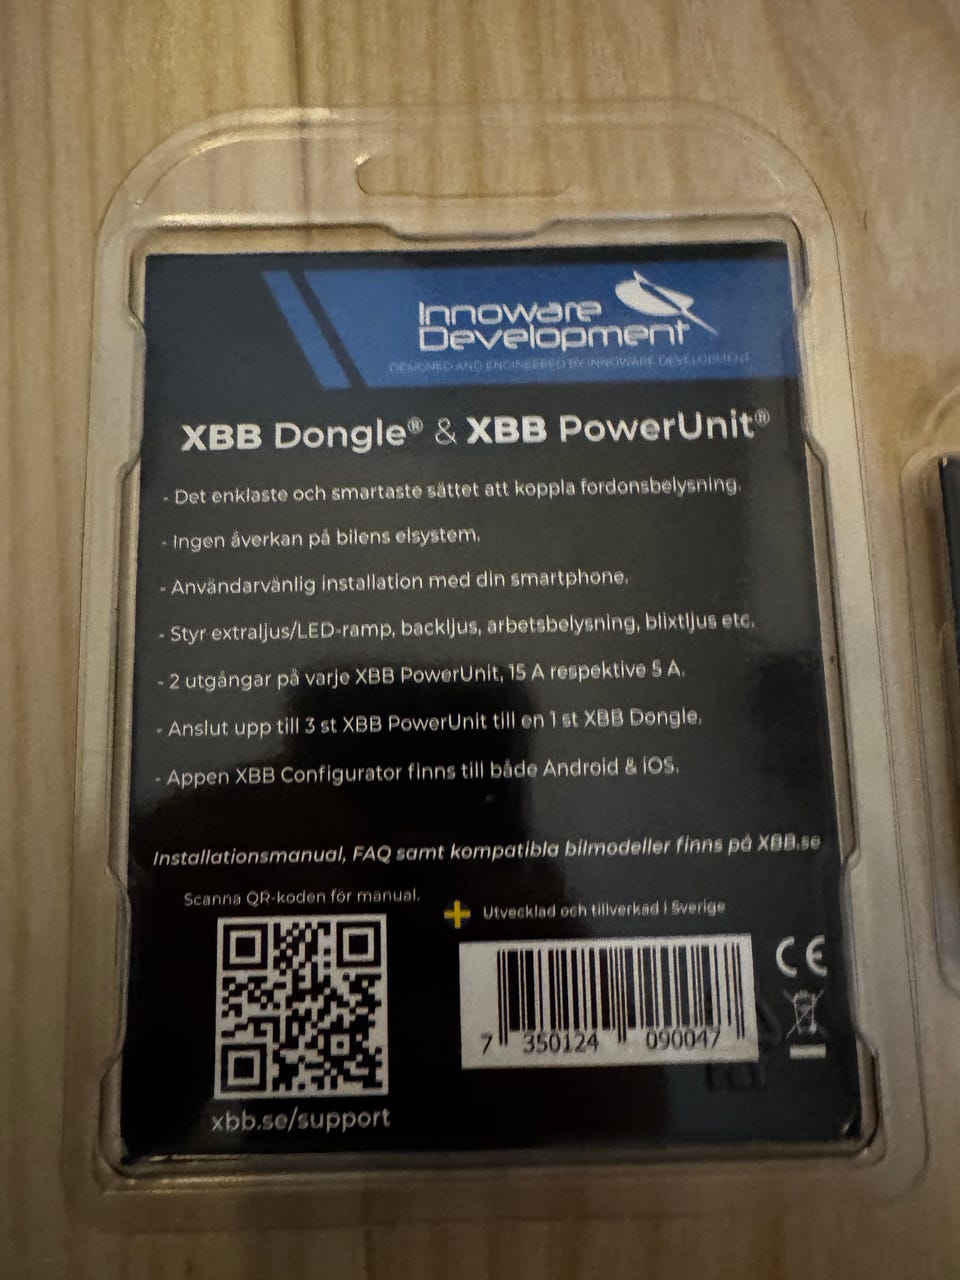 Innoware
Development
DESIGNED AND ENGINEERED BY INNOWARE DEVELOPMENT
XBB Dongle® & XBB PowerUnit®
- Det enklaste och smartaste sättet att koppla fordonsbelysning.
- Ingen åverkan på bilens elsystem.
- Användarvänlig installation med din smartphone.
- Styr extraljus/LED-ramp, backljus, arbetsbelysning, blixtljus etc.
- 2 utgångar på varje XBB PowerUnit, 15 A respektive 5 A.
- Anslut upp till 3 st XBB PowerUnit till en 1 st XBB Dongle.
- Appen XBB Configurator finns till både Android & iOS.
Installationsmanual, FAQ samt kompatibla bilmodeller finns på XBB.se
Scanna QR-koden för manual.
Utvecklad och tillverkad i Sverige
CE
7 350124 090047
xbb.se/support